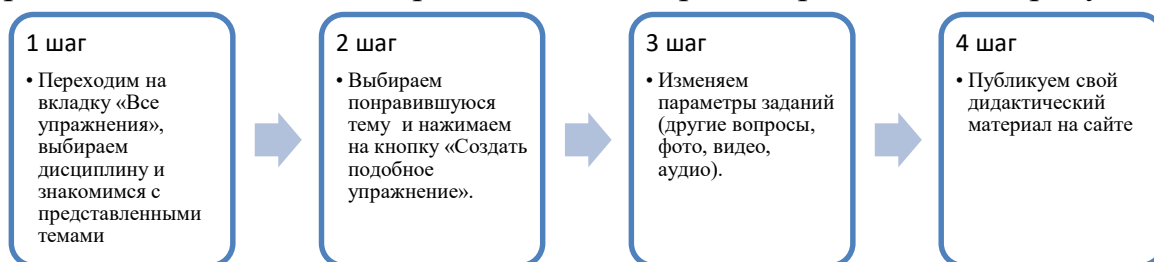 1 шаг
• Переходим на
вкладку «Все
упражнения»,
выбираем
дисциплину и
знакомимся с
представленными
темами
2 шаг
• Выбираем
понравившуюся
тему и нажимаем
на кнопку «Создать
подобное
упражнение».
3 шаг
• Изменяем
параметры заданий
(другие вопросы,
фото, видео,
аудио).
4 шаг
• Публикуем свой
дидактический
материал на сайте